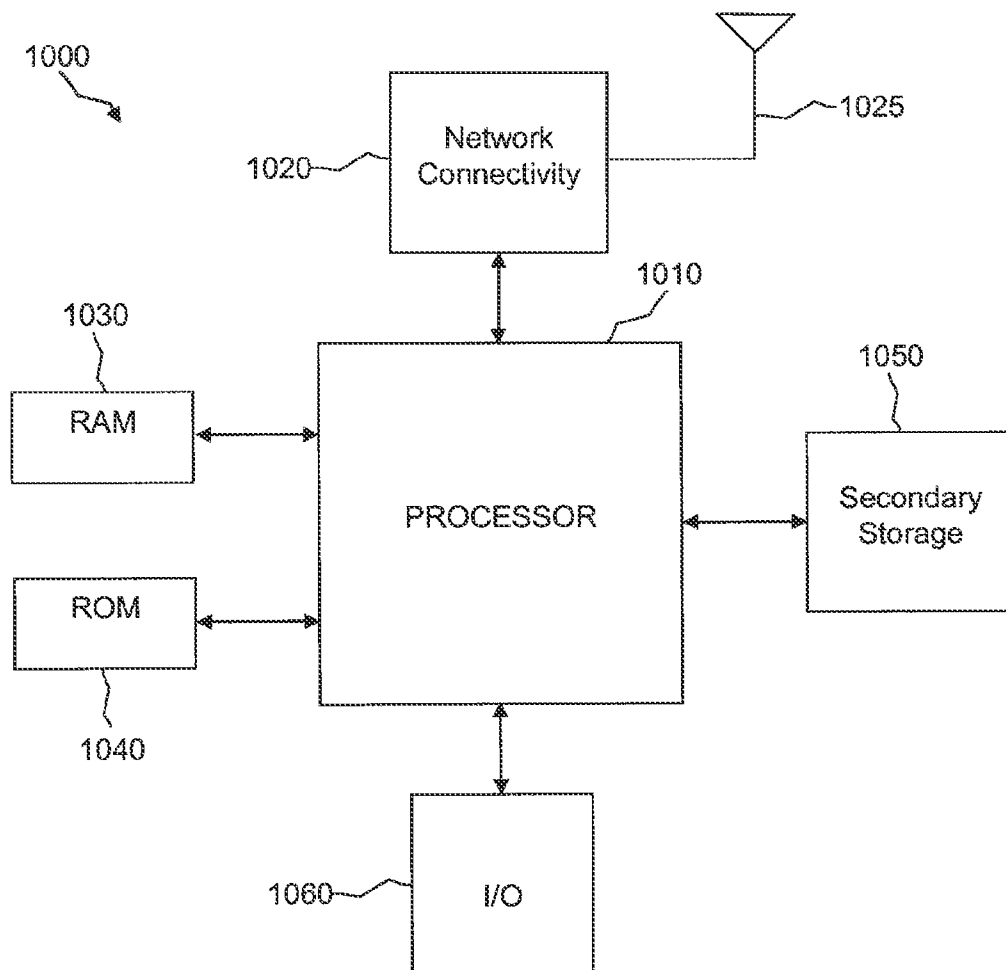 1000
1025
Network
Connectivity
1020
1010
1030
1050
RAM
Secondary
Storage
PROCESSOR
ROM
1040
1060
I/O